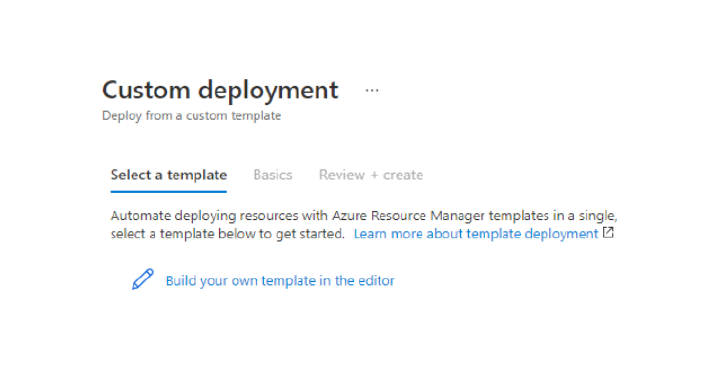 Custom deployment ...
Deploy from a custom template
Select a template Basics Review + create
Automate deploying resources with Azure Resource Manager templates in a single,
select a template below to get started. Learn more about template deployment
Build your own template in the editor